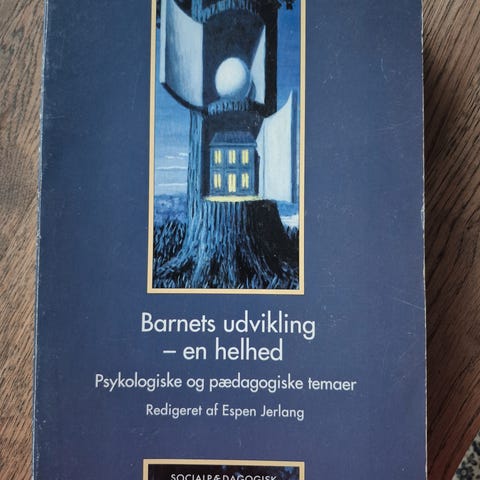 Barnets udvikling
– en helhed
Psykologiske og pædagogiske temaer
Redigeret af Espen Jerlang
SOCIALPÆDAGOGISK